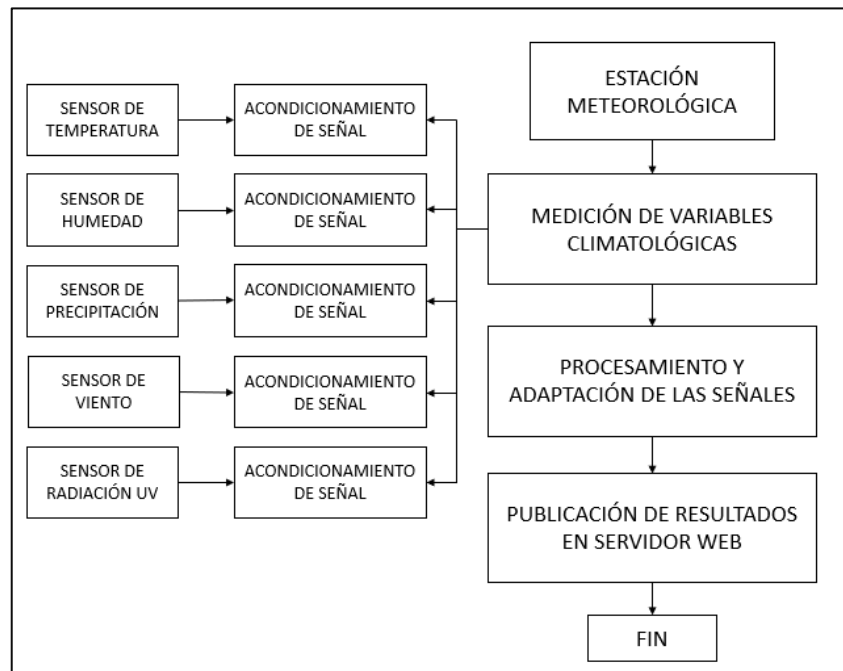 SENSOR DE
TEMPERATURA
ACONDICIONAMIENTO
DE SEÑAL
SENSOR DE
HUMEDAD
ACONDICIONAMIENTO
DE SEÑAL
SENSOR DE
PRECIPITACIÓN
ACONDICIONAMIENTO
DE SEÑAL
SENSOR DE
VIENTO
ACONDICIONAMIENTO
DE SEÑAL
SENSOR DE
RADIACIÓN UV
ACONDICIONAMIENTO
DE SEÑAL
ESTACIÓN
METEOROLÓGICA
MEDICIÓN DE VARIABLES
CLIMATOLÓGICAS
PROCESAMIENTO Y
ADAPTACIÓN DE LAS SEÑALES
PUBLICACIÓN DE RESULTADOS
EN SERVIDOR WEB
FIN